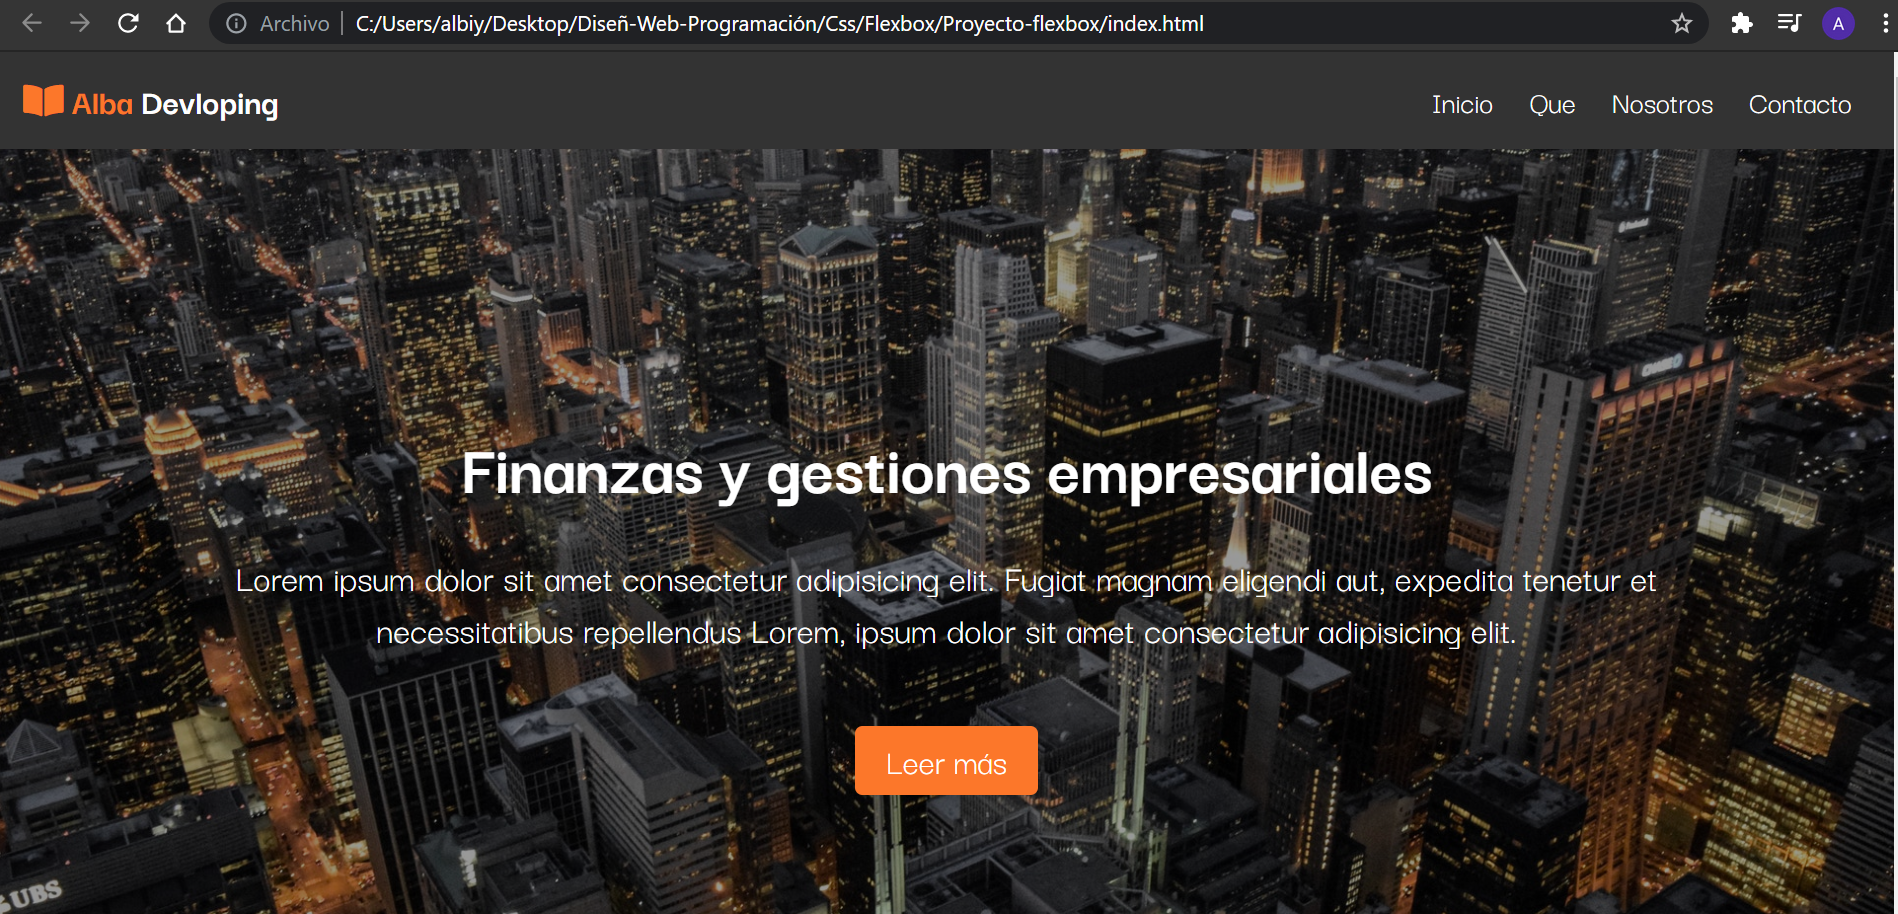 Archivo C:/Users/albiy/Desktop/Diseñ-Web-Programación/Css/Flexbox/Proyecto-flexbox/index.html
A
Alba Devloping
Inicio Que Nosotros Contacto
Finanzas y gestiones empresariales
Lorem ipsum dolor sit amet consectetur adipisicing elit. Fugiat magnam eligendi aut, expedita tenetur et
necessitatibus repellendus Lorem, ipsum dolor sit amet consectetur adipisicing elit.
Leer más
UBS